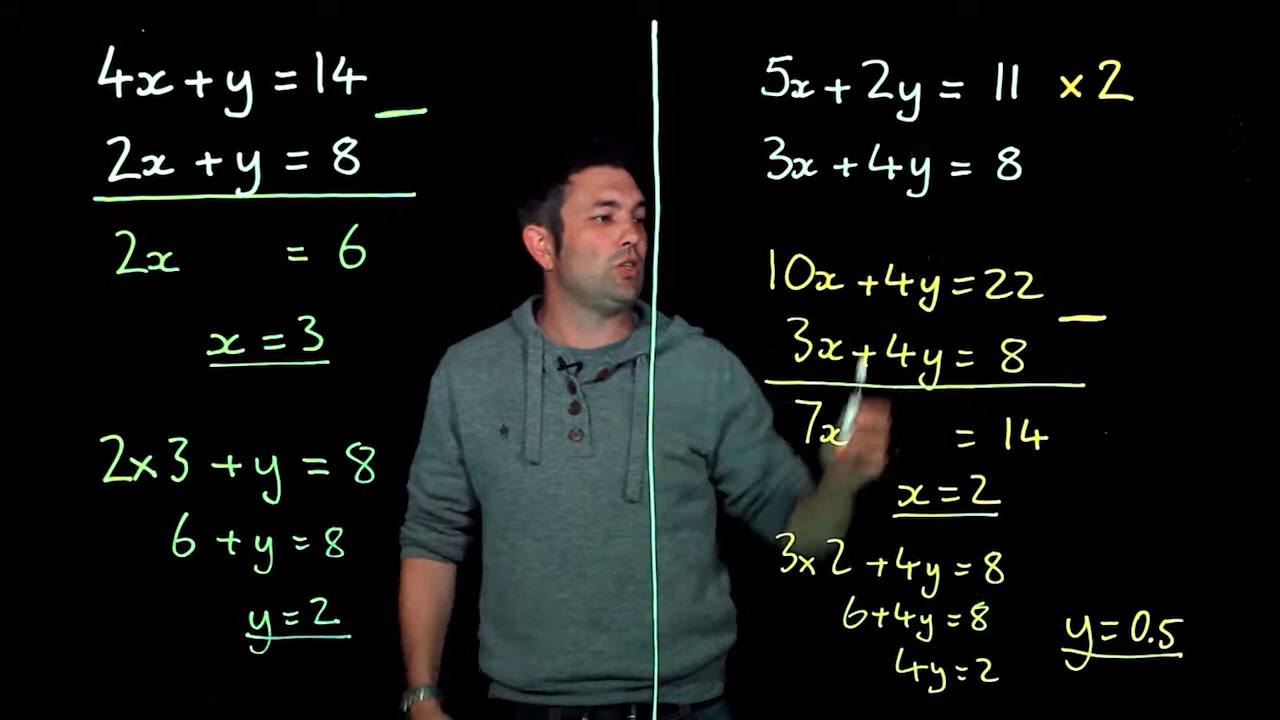 4x + y = 14
2x + y = 8
2x = 6
x = 3
2 x 3 + y = 8
6 + y = 8
y = 2
5x + 2y = 11 × 2
3x + 4y = 8
10x + 4y = 22
3x + 4y = 8
7x = 14
x = 2
3 x 2 + 4y = 8
6 + 4y = 8
4y = 2
y = 0.5